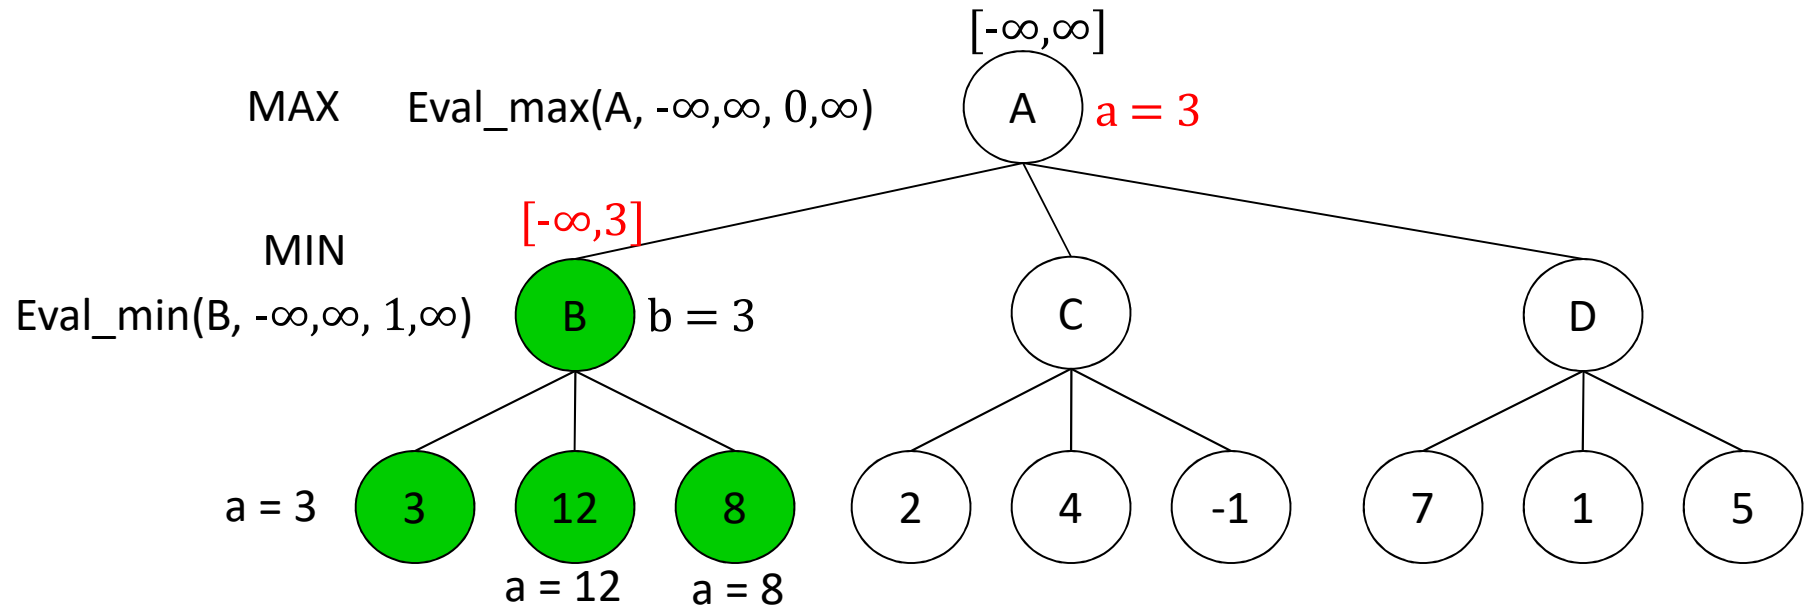 [-∞,∞]
MAX Eval_max(A, -∞,∞, 0,∞) A a = 3
[-∞,3]
MIN
Eval_min(B, -∞,∞, 1,∞) B b = 3 C D
a = 3 3 12 8 2 4 -1 7 1 5
a = 12 a = 8